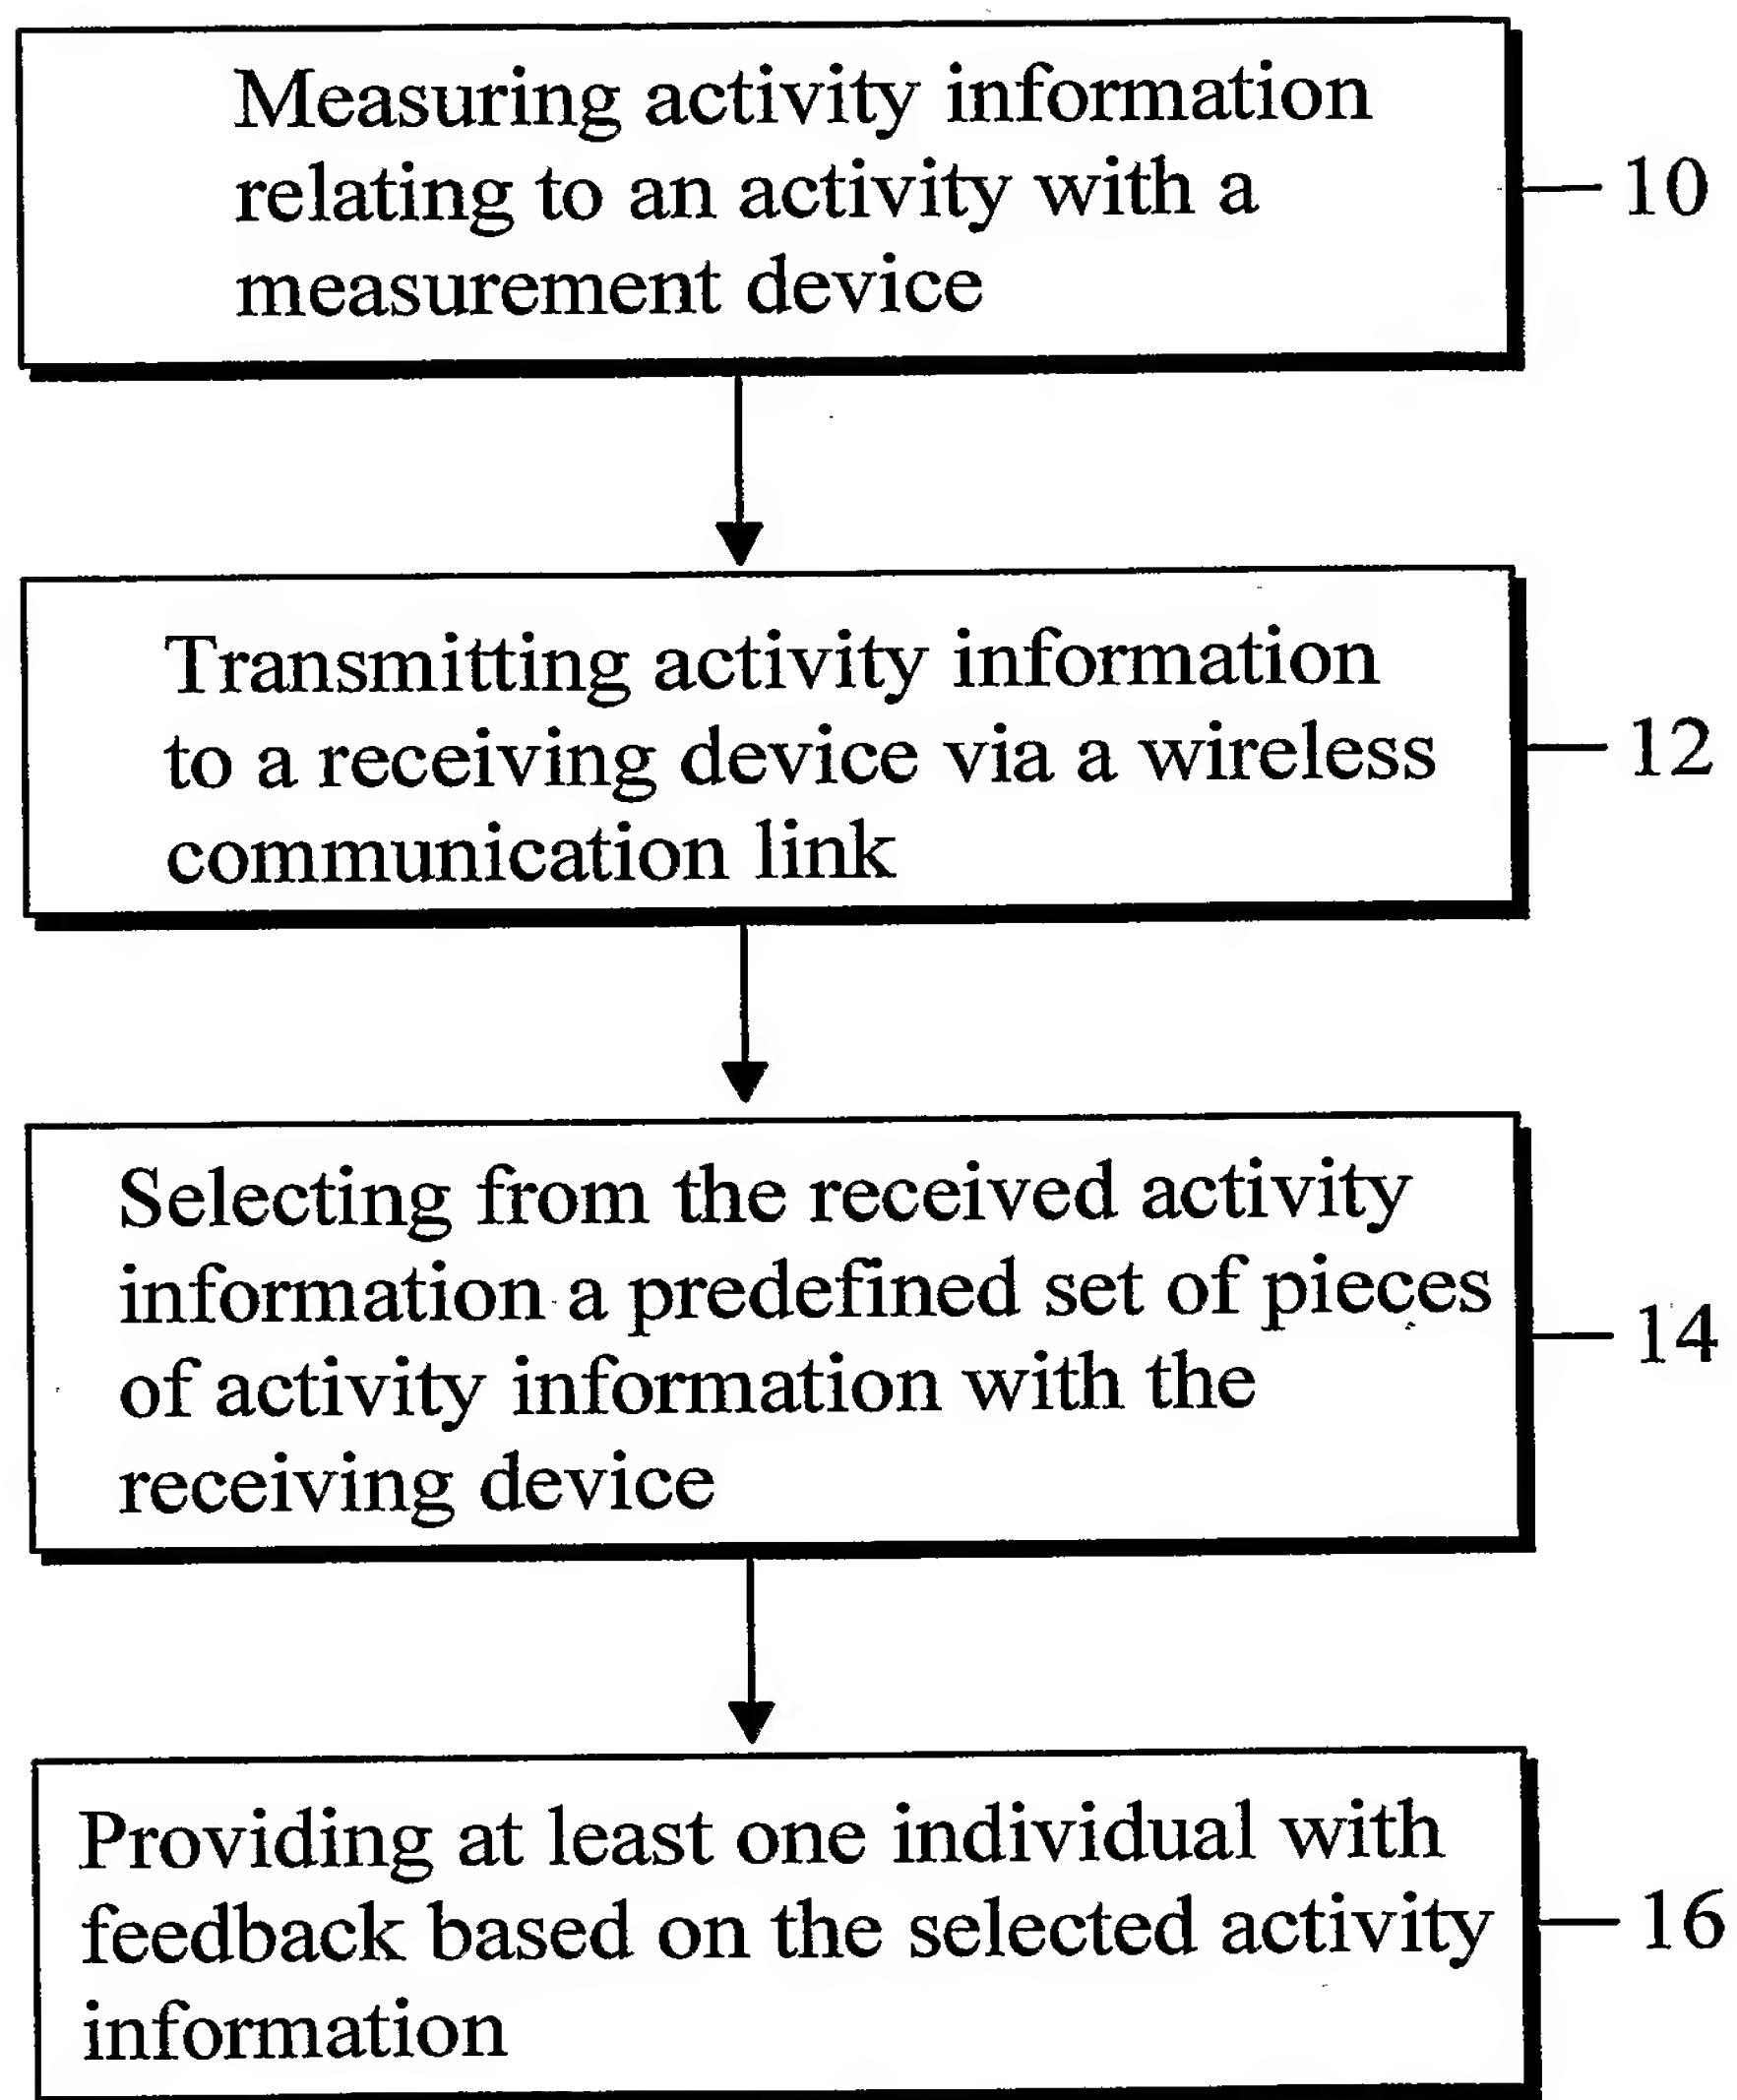 Measuring activity information
relating to an activity with a
measurement device
10
Transmitting activity information
to a receiving device via a wireless
communication link
12
Selecting from the received activity
information a predefined set of pieces
of activity information with the
receiving device
14
Providing at least one individual with
feedback based on the selected activity
information
16